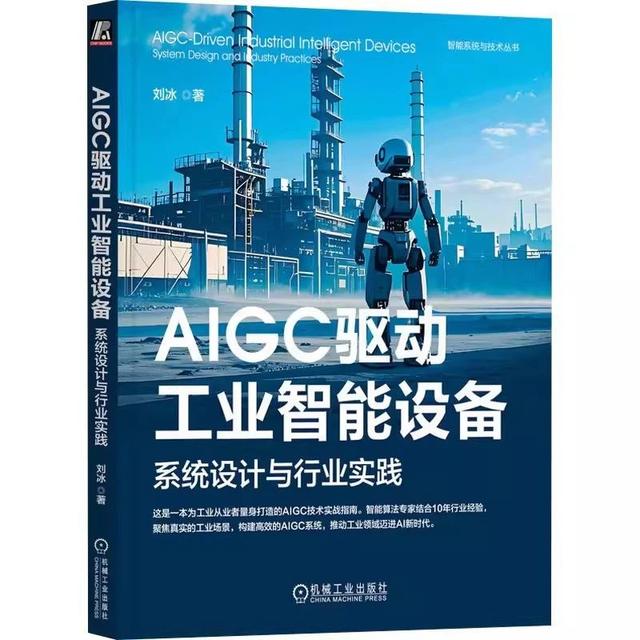 AIGC-Driven Industrial Intelligent Devices
System Design and Industry Practices
智能系统与技术丛书
刘冰 ◎著
AIGC驱动
工业智能设备
系统设计与行业实践
这是一本为工业从业者量身打造的AIGC技术实战指南。智能算法专家结合10年行业经验,
聚焦真实的工业场景,构建高效的AIGC系统,推动工业领域迈进AI新时代。
机械工业出版社
CHINA MACHINE PRESS
AIGC驱动工业智能设备
系统设计与行业实践
刘冰 ◎ 著
机械工业出版社
CHINA MACHINE PRESS